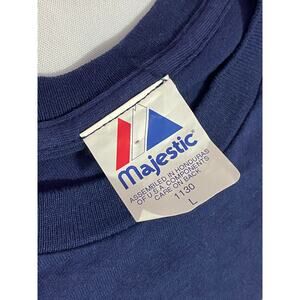 Majestic
ASSEMBLED IN HONDURAS
OF U.S.A. COMPONENTS
CARE ON BACK
1130
L